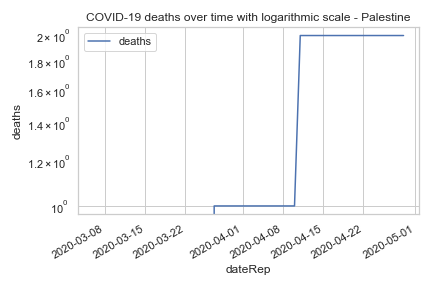 COVID-19 deaths over time with logarithmic scale - Palestine
deaths
2 × 10⁰
1.8 × 10⁰
1.6 × 10⁰
1.4 × 10⁰
1.2 × 10⁰
10⁰
deaths
2020-03-08
2020-03-15
2020-03-22
2020-04-01
2020-04-08
2020-04-15
2020-04-22
2020-05-01
dateRep